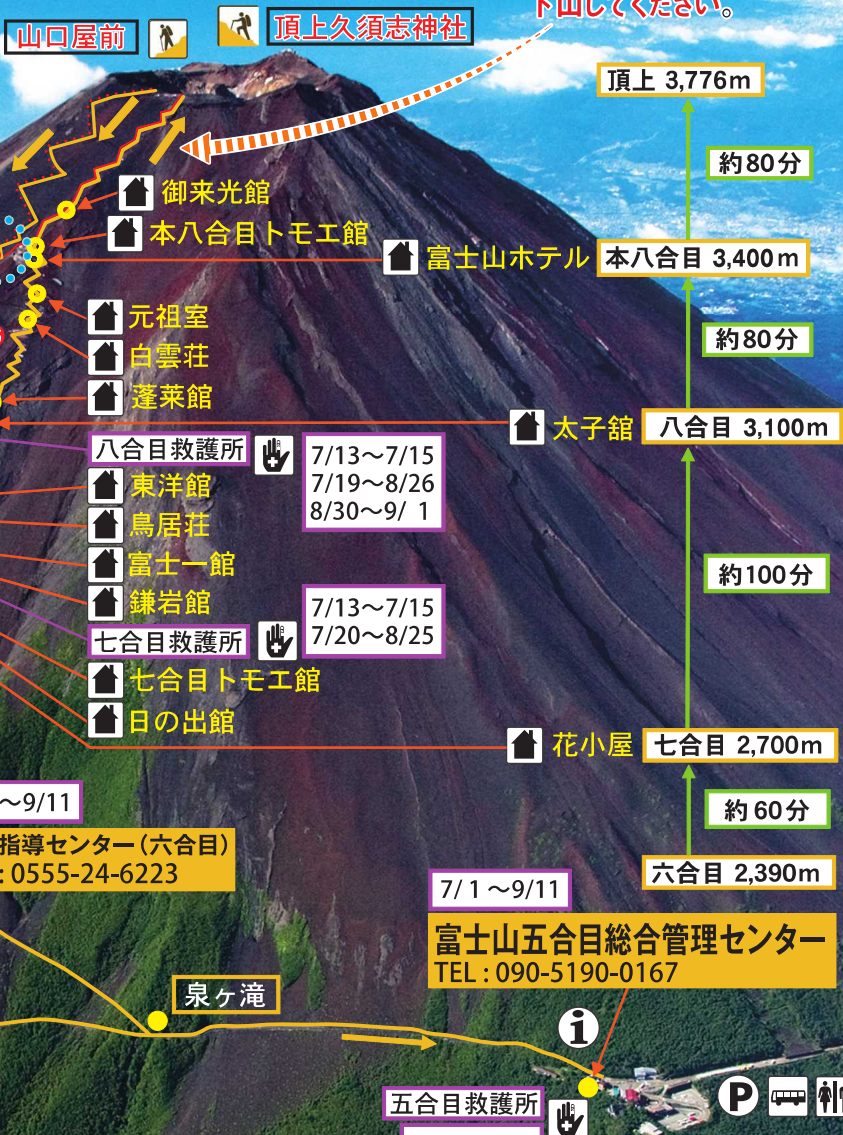 下山してください。
山口屋前
頂上久須志神社
頂上 3,776m
約80分
御来光館
本八合目トモエ館
富士山ホテル
本八合目 3,400m
元祖室
約80分
白雲荘
蓬莱館
太子舘
八合目 3,100m
八合目救護所
7/13～7/15
7/19～8/26
8/30～9/ 1
東洋館
鳥居荘
富士一館
鎌岩館
約100分
七合目救護所
7/13～7/15
7/20～8/25
七合目トモエ館
日の出館
花小屋
七合目 2,700m
約60分
六合目 2,390m
～9/11
指導センター（六合目）
: 0555-24-6223
7/ 1 ～9/11
富士山五合目総合管理センター
TEL : 090-5190-0167
泉ヶ滝
i
五合目救護所
P